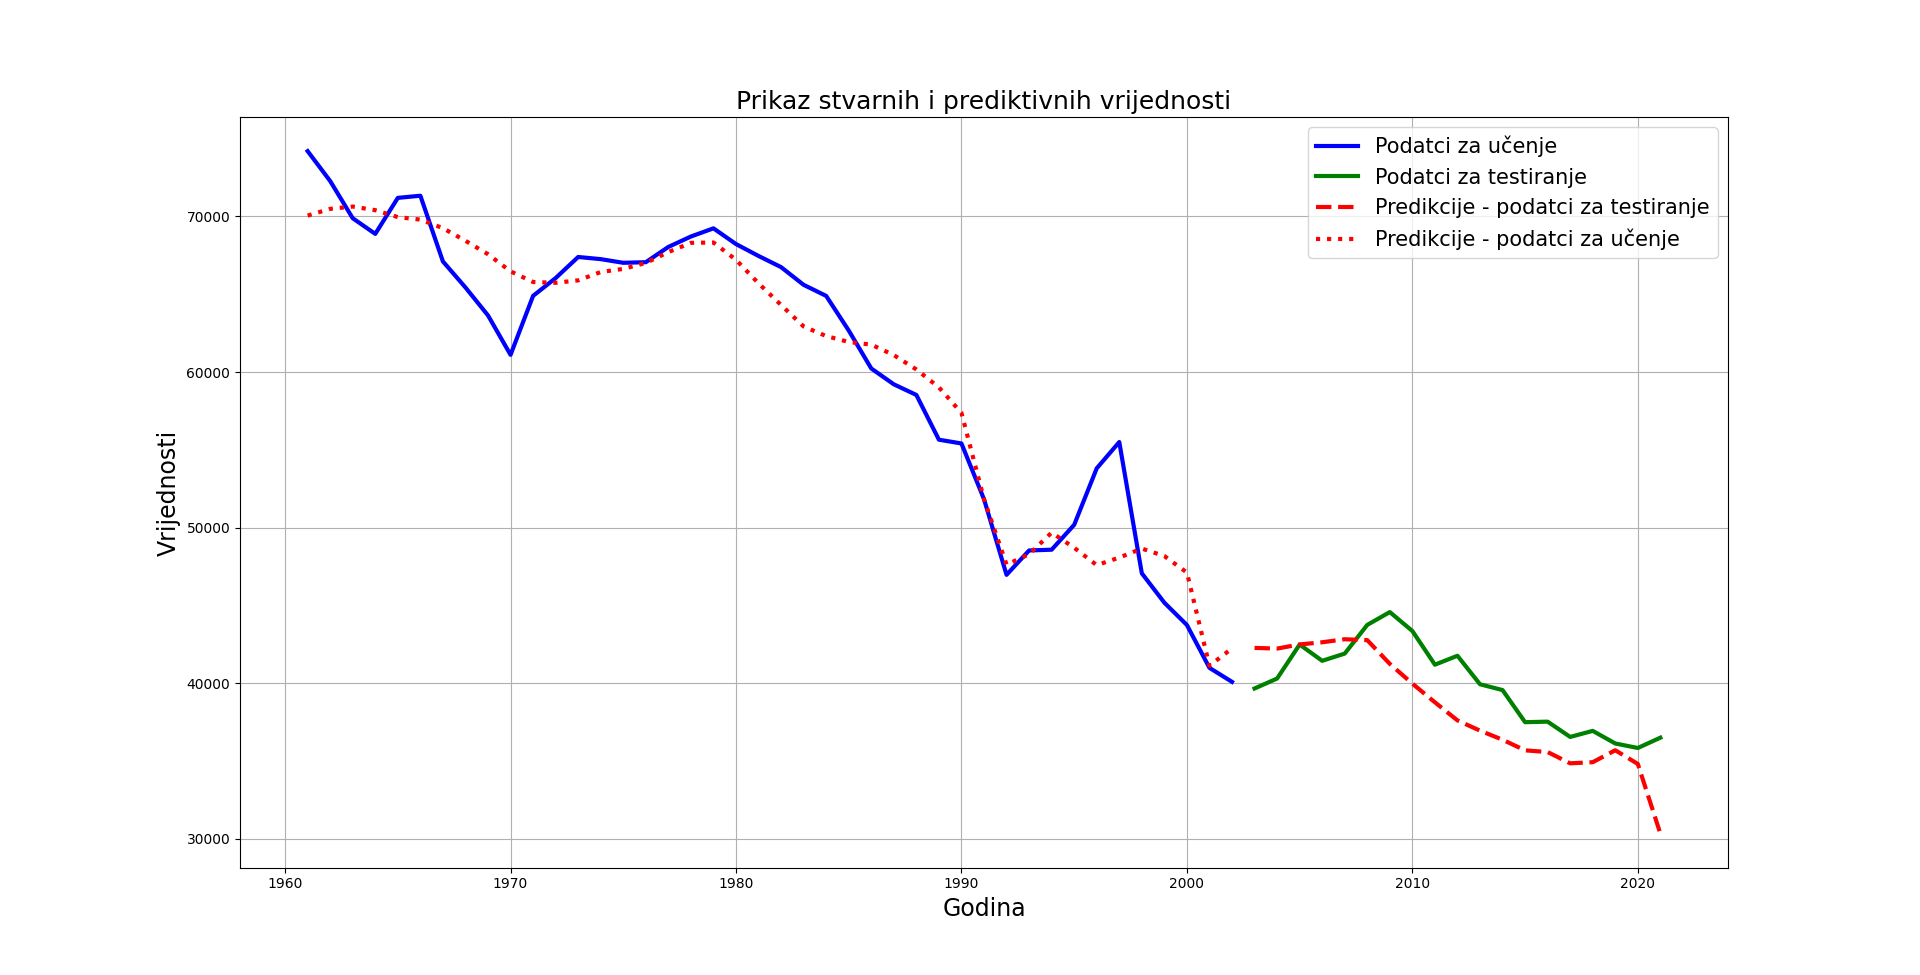 Prikaz stvarnih i prediktivnih vrijednosti
Podatci za učenje
Podatci za testiranje
Predikcije - podatci za testiranje
Predikcije - podatci za učenje
Vrijednosti
70000
60000
50000
40000
30000
1960 1970 1980 1990 2000 2010 2020
Godina